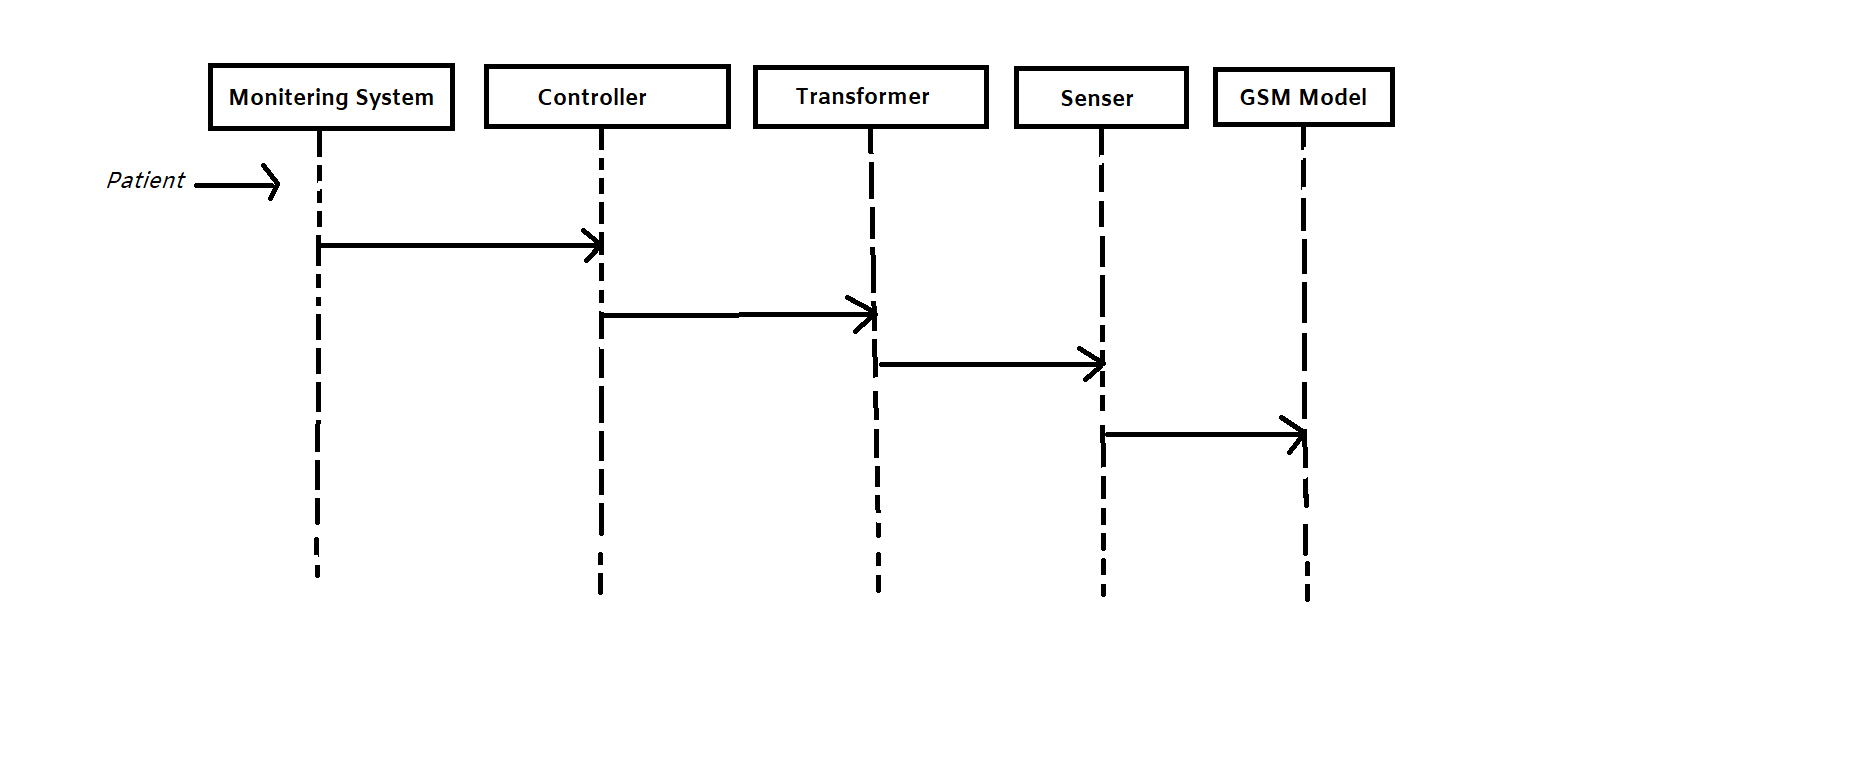 Monitering System
Controller
Transformer
Senser
GSM Model
Patient